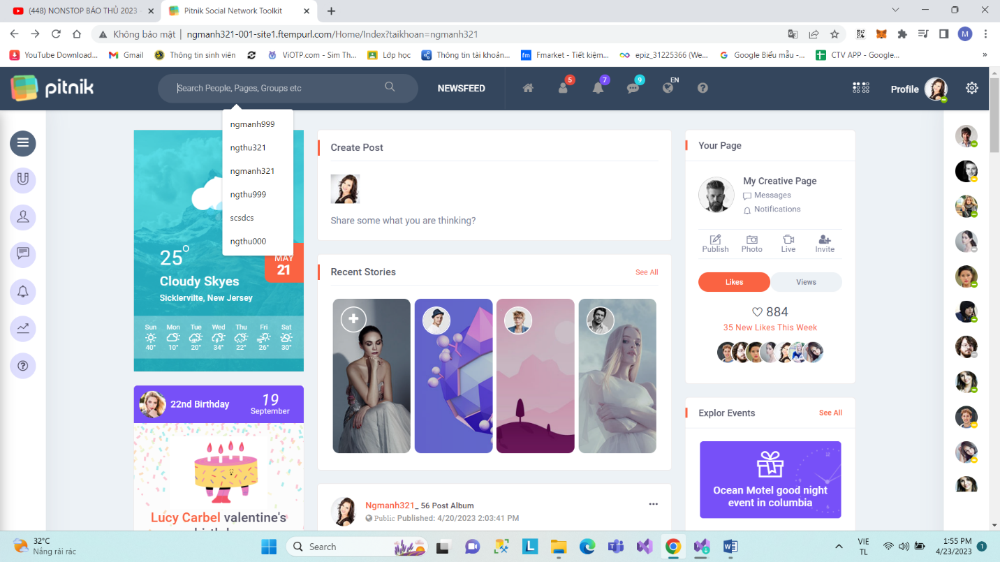 (448) NONSTOP BÁO THỦ 2023 -
Pitnik Social Network Toolkit
Không bảo mật | ngmanh321-001-site1.ftempurl.com/Home/Index?taikhoan=ngmanh321
M
YouTube Download...
Gmail
Thông tin sinh viên
ViOTP.com - Sim Th...
Lớp học
Thông tin tài khoản...
fm Fmarket - Tiết kiệm...
epiz_31225366 (We...
Google Biểu mẫu -...
CTV APP - Google...
»
pitnik
Search People, Pages, Groups etc
NEWSFEED
5
7
9
EN
Profile
ngmanh999
ngthu321
ngmanh321
ngthu999
scsdcs
ngthu000
25°
MAY
21
Cloudy Skyes
Sicklervilte, New Jersey
Sun Mon Tue Wed Thu Fri Sat
40° 10° 20° 34° 22° 26° 30°
22nd Birthday
19
September
Lucy Carbel valentine's
birthday
Create Post
Share some what you are thinking?
Recent Stories
See All
Ngmanh321_ 56 Post Album
Public Published: 4/20/2023 2:03:41 PM
Your Page
My Creative Page
Messages
Notifications
Publish Photo Live Invite
Likes Views
884
35 New Likes This Week
Explor Events
See All
Ocean Motel good night
event in columbia
32°C
Nắng rải rác
Search
L
VIE
TL
1:55 PM
4/23/2023
1